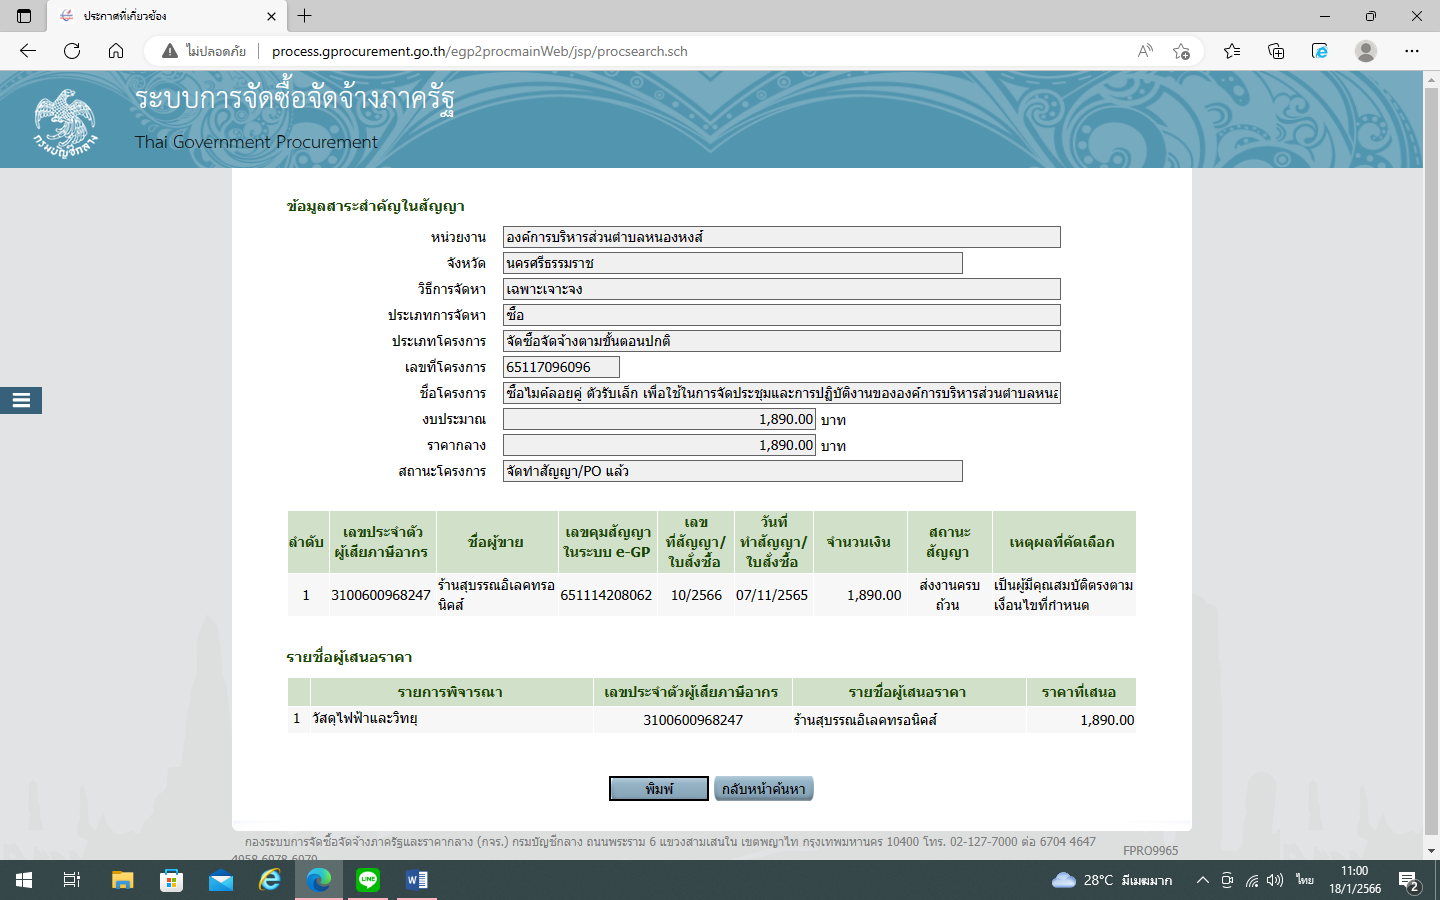 ประกาศที่เกี่ยวข้อง
ไม่ปลอดภัย
process.gprocurement.go.th/egp2procmainWeb/jsp/procsearch.sch
ระบบการจัดซื้อจัดจ้างภาครัฐ
Thai Government Procurement
กรมบัญชีกลาง
ข้อมูลสาระสำคัญในสัญญา
หน่วยงาน องค์การบริหารส่วนตำบลหนองหงส์
จังหวัด นครศรีธรรมราช
วิธีการจัดหา เฉพาะเจาะจง
ประเภทการจัดหา ซื้อ
ประเภทโครงการ จัดซื้อจัดจ้างตามขั้นตอนปกติ
เลขที่โครงการ 65117096096
ชื่อโครงการ ซื้อไมค์ลอยคู่ ตัวรับเล็ก เพื่อใช้ในการจัดประชุมและการปฏิบัติงานขององค์การบริหารส่วนตำบลหนอ
งบประมาณ 1,890.00 บาท
ราคากลาง 1,890.00 บาท
สถานะโครงการ จัดทำสัญญา/PO แล้ว
ลำดับ เลขประจำตัวผู้เสียภาษีอากร ชื่อผู้ขาย เลขคุมสัญญาในระบบ e-GP เลขที่สัญญา/ใบสั่งซื้อ วันที่ทำสัญญา/ใบสั่งซื้อ จำนวนเงิน สถานะสัญญา เหตุผลที่คัดเลือก
1 3100600968247 ร้านสุบรรณอิเลคทรอนิคส์ 651114208062 10/2566 07/11/2565 1,890.00 ส่งงานครบถ้วน เป็นผู้มีคุณสมบัติตรงตามเงื่อนไขที่กำหนด
รายชื่อผู้เสนอราคา
รายการพิจารณา เลขประจำตัวผู้เสียภาษีอากร รายชื่อผู้เสนอราคา ราคาที่เสนอ
1 วัสดุไฟฟ้าและวิทยุ 3100600968247 ร้านสุบรรณอิเลคทรอนิคส์ 1,890.00
พิมพ์ กลับหน้าค้นหา
กองระบบการจัดซื้อจัดจ้างภาครัฐและราคากลาง (กจร.) กรมบัญชีกลาง ถนนพระราม 6 แขวงสามเสนใน เขตพญาไท กรุงเทพมหานคร 10400 โทร. 02-127-7000 ต่อ 6704 4647
4958 6978 6979
FPRO9965
LINE
28°C มีเมฆมาก
ไทย
11:00
18/1/2566
2